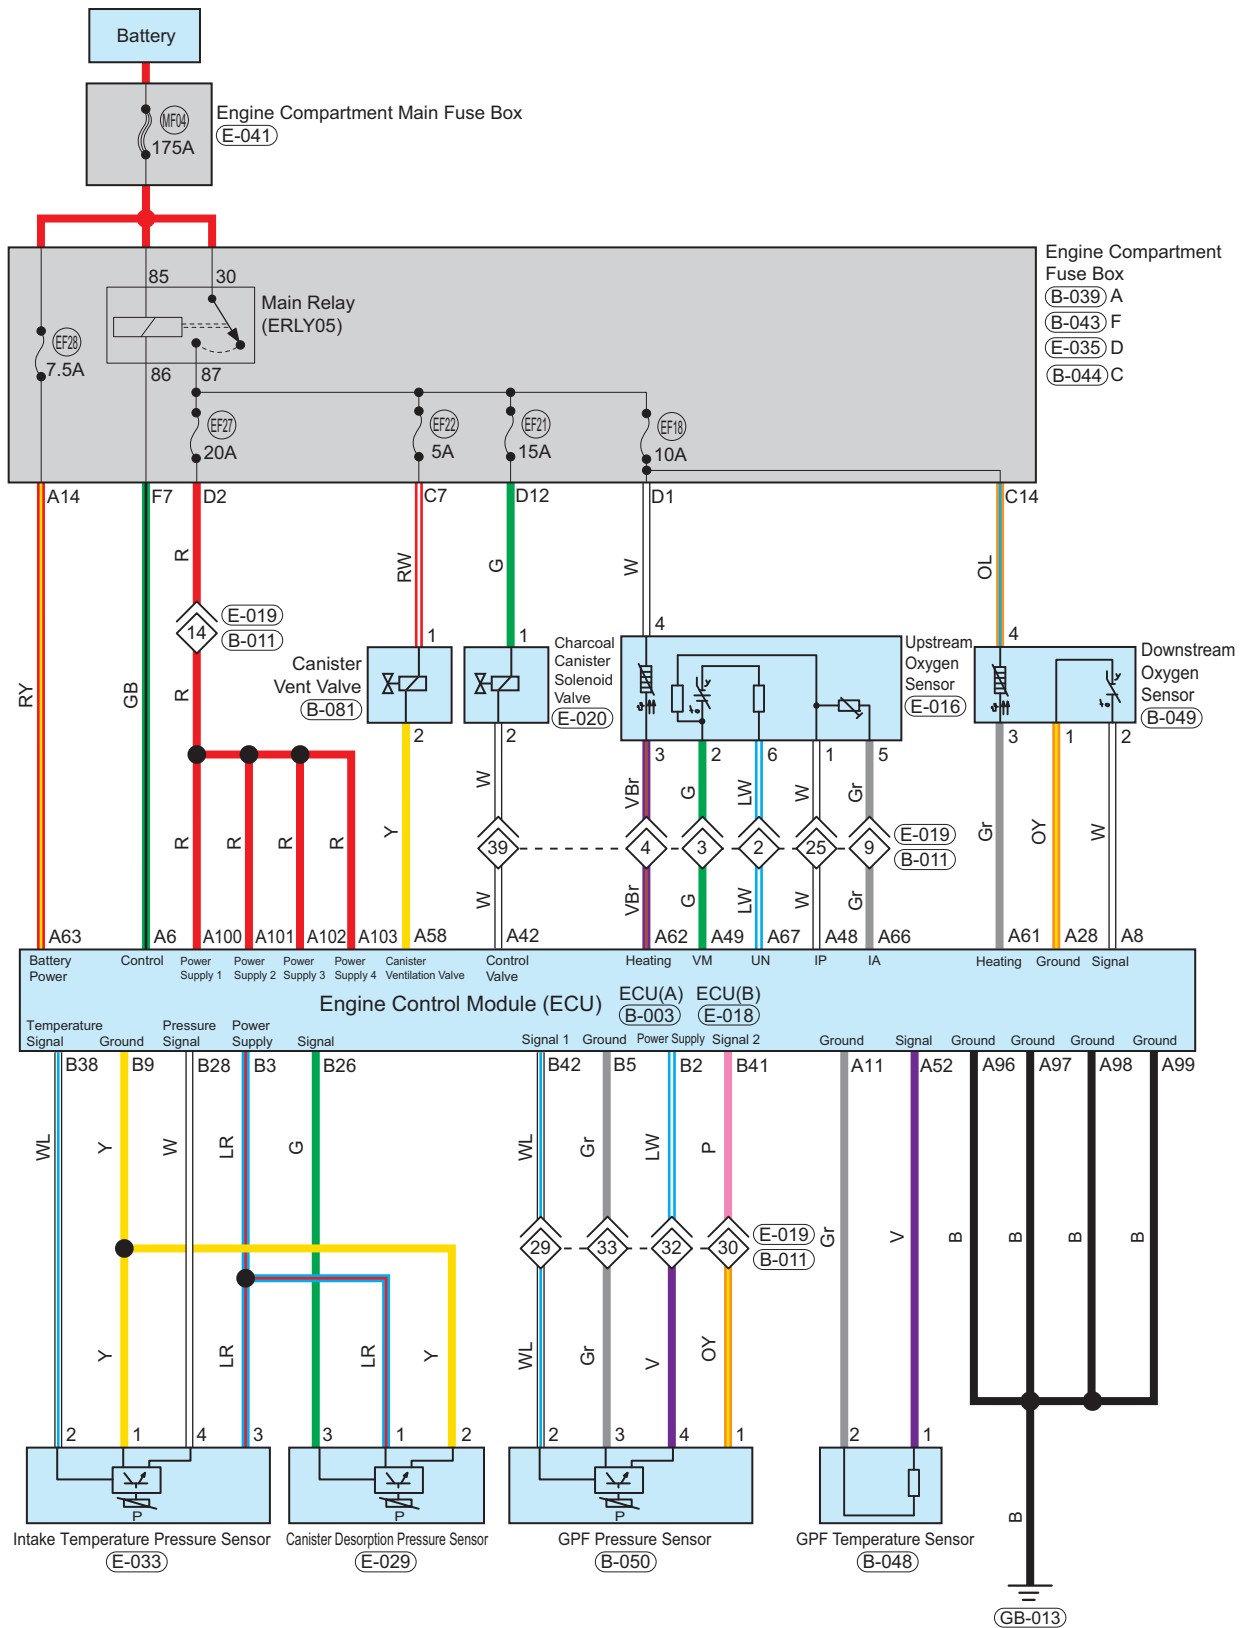 Battery
MF04
175A
Engine Compartment Main Fuse Box
E-041
85
30
Main Relay
(ERLY05)
86
87
EF28
7.5A
EF27
20A
EF22
5A
EF21
15A
EF18
10A
Engine Compartment
Fuse Box
B-039 A
B-043 F
E-035 D
B-044 C
A14
F7
D2
C7
D12
D1
C14
R
RW
G
W
OL
14
E-019
B-011
RY
GB
R
Canister
Vent Valve
B-081
1
2
Charcoal
Canister
Solenoid
Valve
E-020
1
2
4
Upstream
Oxygen
Sensor
E-016
4
Downstream
Oxygen
Sensor
B-049
3
2
6
1
5
3
1
2
R
R
R
R
Y
W
VBr
G
LW
W
Gr
Gr
OY
W
39
4
3
2
25
9
E-019
B-011
W
VBr
G
LW
W
Gr
A63
A6
A100
A101
A102
A103
A58
A42
A62
A49
A67
A48
A66
A61
A28
A8
Battery
Power
Control
Power
Supply 1
Power
Supply 2
Power
Supply 3
Power
Supply 4
Canister
Ventilation Valve
Control
Valve
Heating
VM
UN
IP
IA
Heating
Ground
Signal
Engine Control Module (ECU)
ECU(A)
B-003
ECU(B)
E-018
Temperature
Signal
Ground
Pressure
Signal
Power
Supply
Signal
Signal 1
Ground
Power Supply
Signal 2
Ground
Signal
Ground
Ground
Ground
Ground
B38
B9
B28
B3
B26
B42
B5
B2
B41
A11
A52
A96
A97
A98
A99
WL
Y
W
LR
G
WL
Gr
LW
P
Gr
V
B
B
B
B
29
33
32
30
E-019
B-011
Y
LR
LR
Y
WL
Gr
V
OY
2
1
4
3
3
1
2
2
3
4
1
2
1
P
P
P
Intake Temperature Pressure Sensor
E-033
Canister Desorption Pressure Sensor
E-029
GPF Pressure Sensor
B-050
GPF Temperature Sensor
B-048
B
GB-013